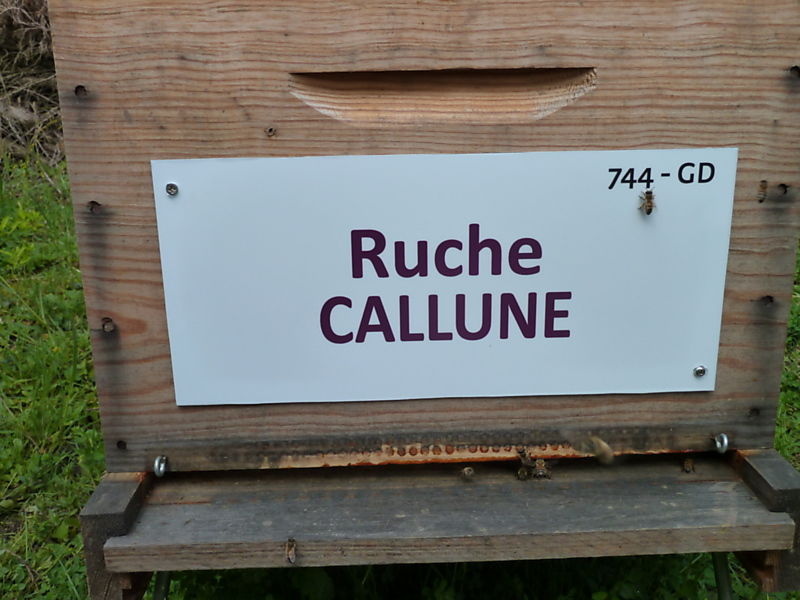 744 - GD
Ruche
CALLUNE